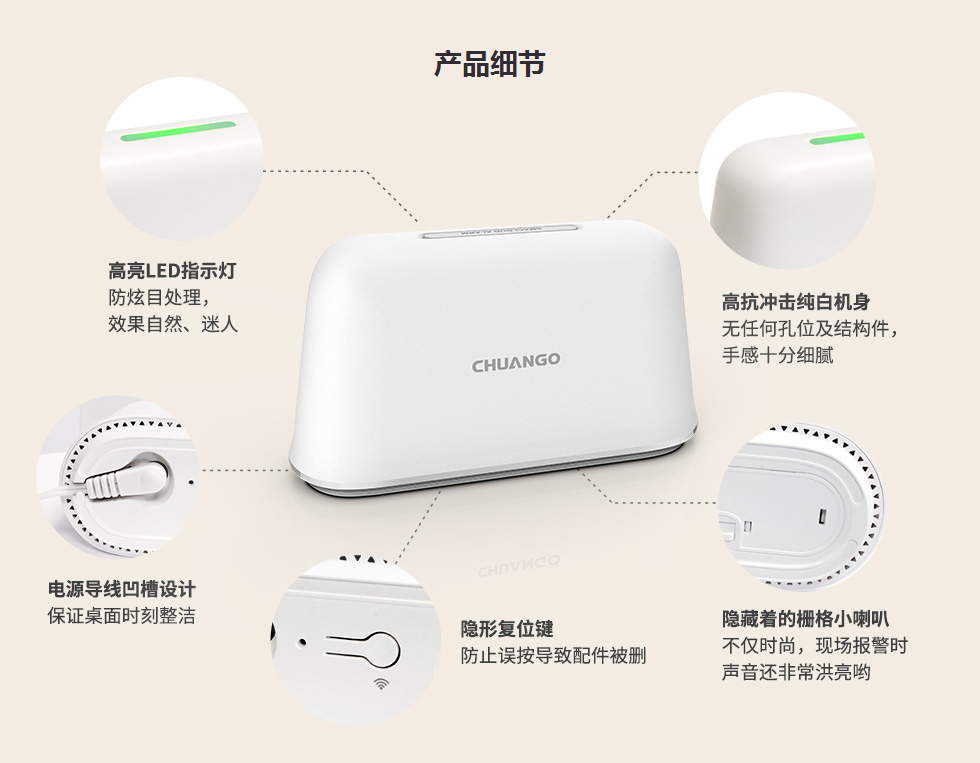 产品细节
高亮LED指示灯
防炫目处理，
效果自然、迷人
高抗冲击纯白机身
无任何孔位及结构件，
手感十分细腻
CHUANGO
电源导线凹槽设计
保证桌面时刻整洁
隐形复位键
防止误按导致配件被删
隐藏着的栅格小喇叭
不仅时尚，现场报警时
声音还非常洪亮哟